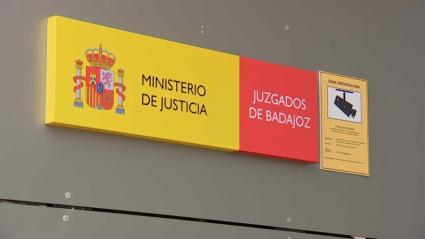 MINISTERIO
DE JUSTICIA
JUZGADOS
DE BADAJOZ
ZONA VIDEOVIGILADA